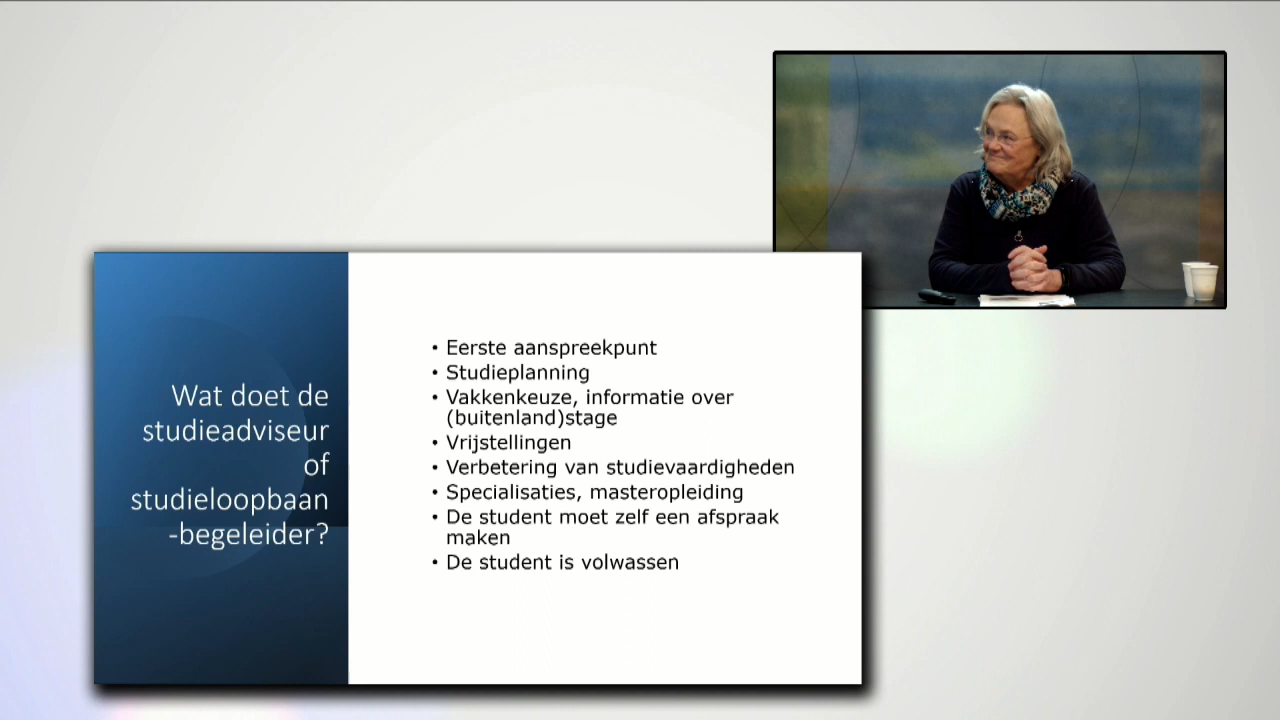 Wat doet de
studieadviseur
of
studieloopbaan
-begeleider?
• Eerste aanspreekpunt
• Studieplanning
• Vakkenkeuze, informatie over
(buitenland)stage
• Vrijstellingen
• Verbetering van studievaardigheden
• Specialisaties, masteropleiding
• De student moet zelf een afspraak
maken
• De student is volwassen